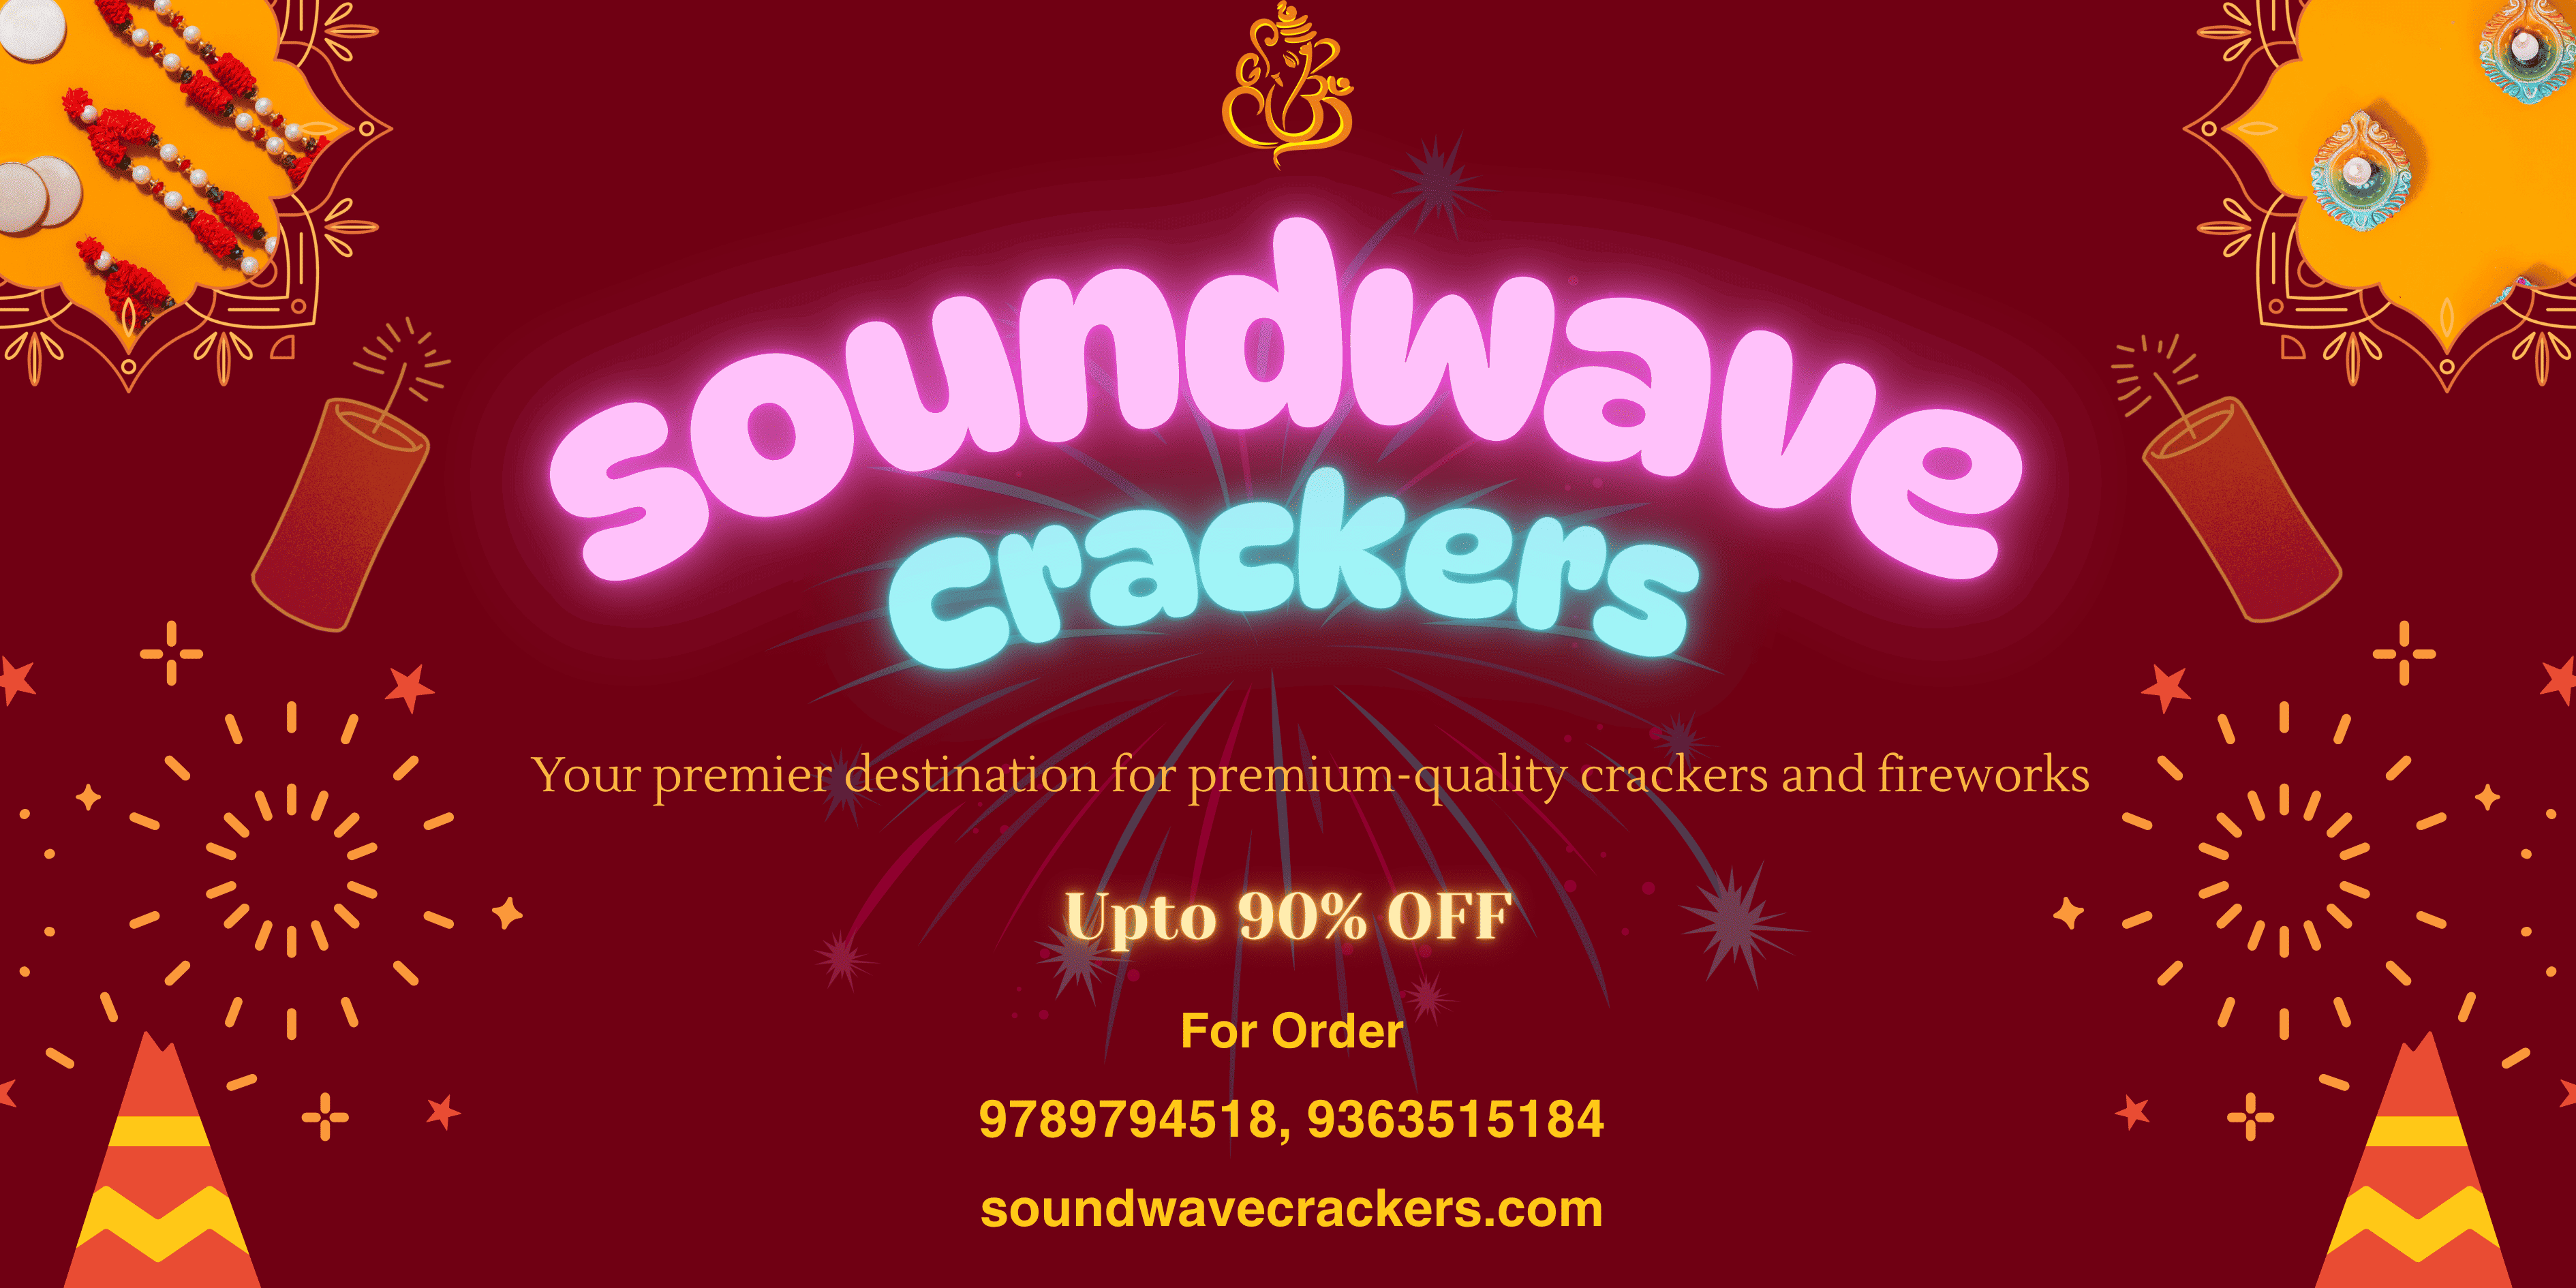 soundwave
crackers
Your premier destination for premium-quality crackers and fireworks
Upto 90% OFF
For Order
9789794518, 9363515184
soundwavecrackers.com